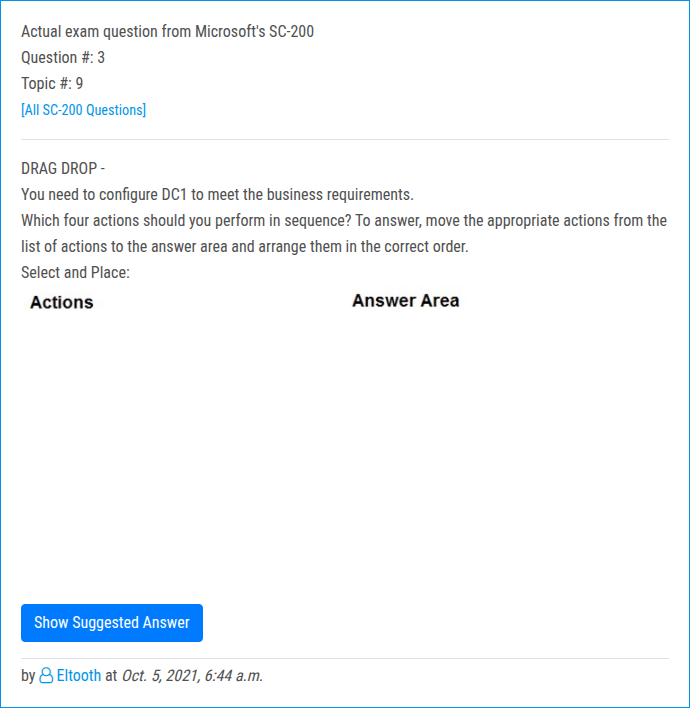 Actual exam question from Microsoft's SC-200
Question #: 3
Topic #: 9
[All SC-200 Questions]
DRAG DROP -
You need to configure DC1 to meet the business requirements.
Which four actions should you perform in sequence? To answer, move the appropriate actions from the
list of actions to the answer area and arrange them in the correct order.
Select and Place:
Actions
Answer Area
Show Suggested Answer
by Eltooth at Oct. 5, 2021, 6:44 a.m.